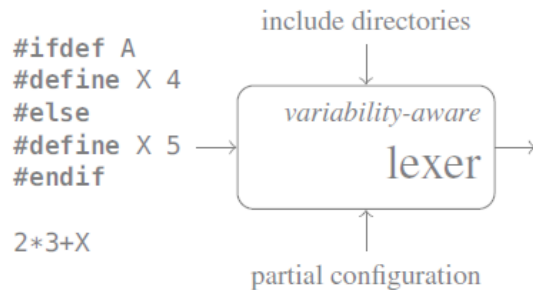 include directories
#ifdef A
#define X 4
#else
#define X 5
#endif
2*3+X
variability-aware
lexer
partial configuration